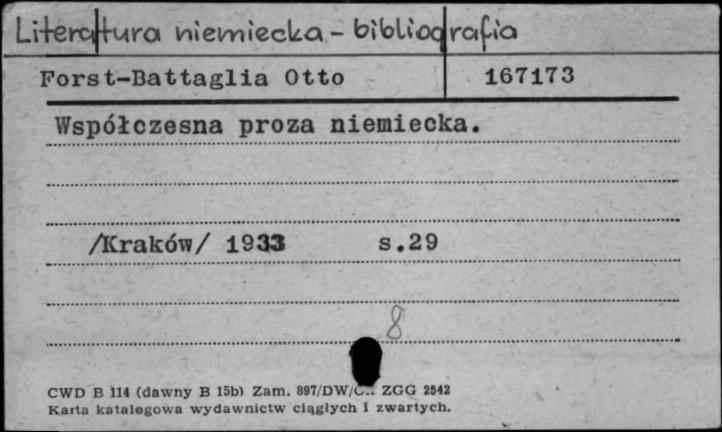 Literatura niemiecka - bibliografia
Forst-Battaglia Otto 167173
Współczesna proza niemiecka.
/Kraków/ 1933 s.29
8
CWD B 114 (dawny B 15b) Zam. 897/DW/ ZGG 2542
Karta katalogowa wydawnictw ciągłych i zwartych.